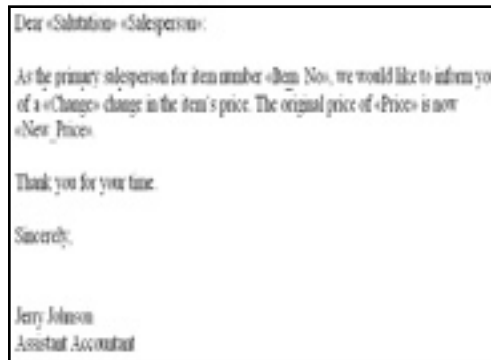 Dear «Salutation» «Salesperson»:
As the primary salesperson for item number «Item_No», we would like to inform you
of a «Change» change in the item's price. The original price of «Price» is now
«New_Price».
Thank you for your time.
Sincerely,
Jerry Johnson
Assistant Accountant